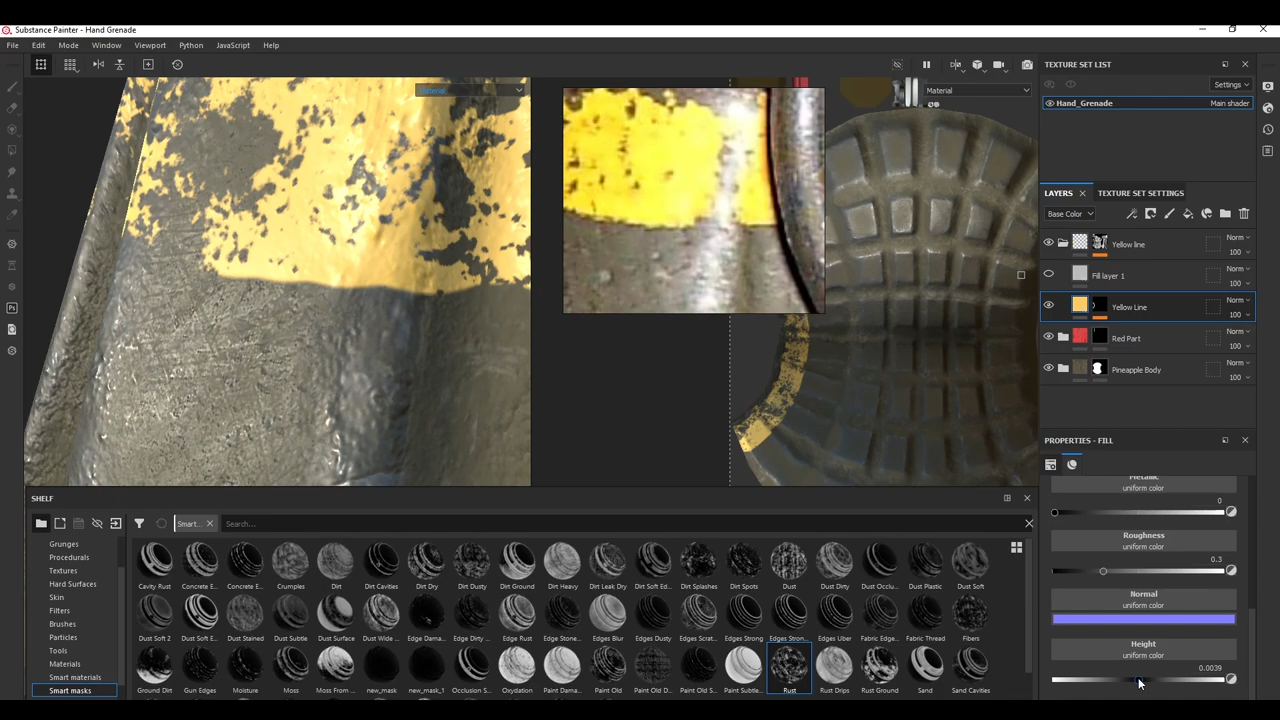 Substance Painter - Hand Grenade
File Edit Mode Window Viewport Python JavaScript Help
Material
Material
TEXTURE SET LIST
Settings
Hand_Grenade Main shader
LAYERS TEXTURE SET SETTINGS
Base Color
Yellow line Norm 100
Fill layer 1 Norm 100
Yellow Line Norm 100
Red Part Norm 100
Pineapple Body Norm 100
PROPERTIES - FILL
Metallic
uniform color
0
Roughness
uniform color
0.3
Normal
uniform color
Height
uniform color
0.0039
SHELF
Smart... Search...
Grunges
Procedurals
Textures
Hard Surfaces
Skin
Filters
Brushes
Particles
Tools
Materials
Smart materials
Smart masks
Cavity Rust Concrete E... Concrete E... Crumples Dirt Dirt Cavities Dirt Dry Dirt Dusty Dirt Ground Dirt Heavy Dirt Leak Dry Dirt Soft Ed... Dirt Splashes Dirt Spots Dust Dust Dirty Dust Occlu... Dust Plastic Dust Soft
Dust Soft 2 Dust Soft E... Dust Stained Dust Subtle Dust Surface Dust Wide ... Edge Dama... Edge Dirty ... Edge Rust Edge Stone... Edges Blur Edges Dusty Edges Scrat... Edges Strong Edges Stron... Edges Uber Fabric Edge... Fabric Thread Fibers
Ground Dirt Gun Edges Moisture Moss Moss From ... new_mask new_mask_1 Occlusion S... Oxydation Paint Dama... Paint Old Paint Old D... Paint Old S... Paint Subtle... Rust Rust Drips Rust Ground Sand Sand Cavities
Ps